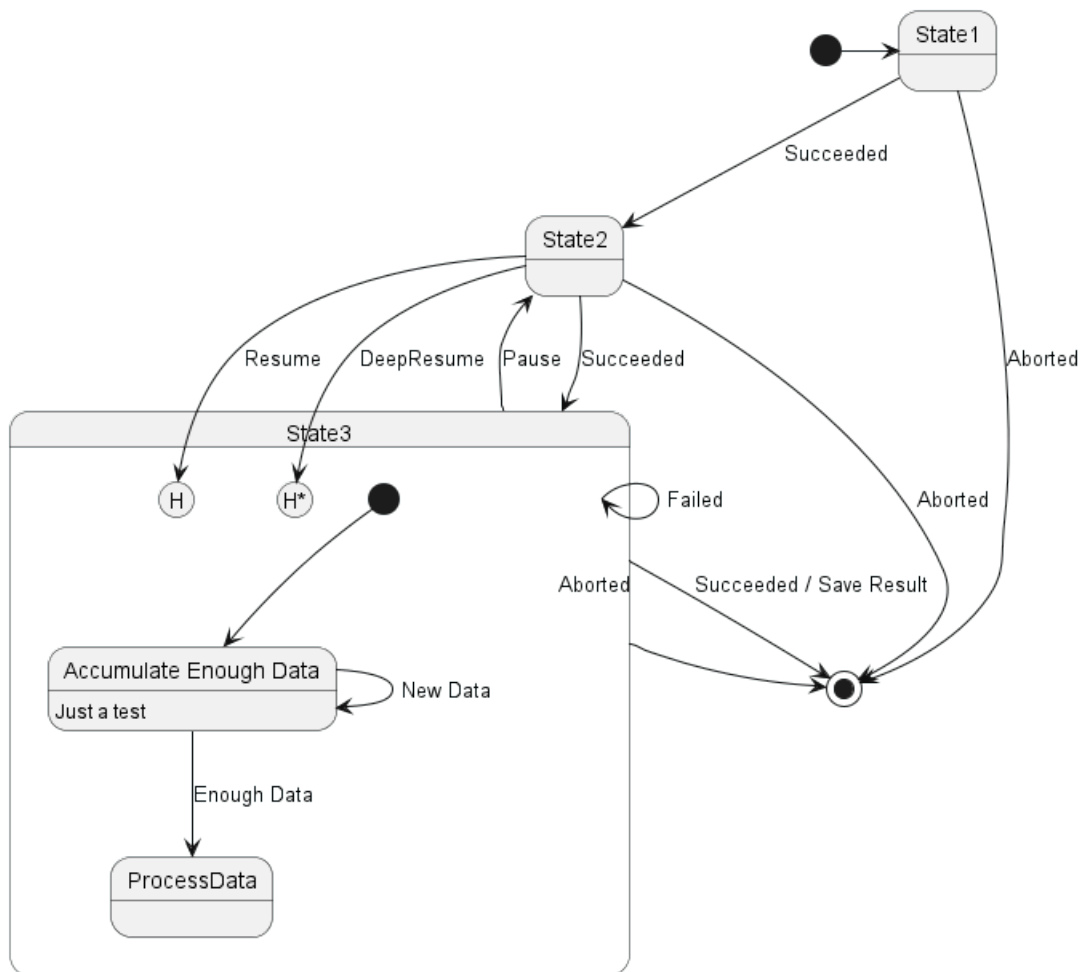 State1
Succeeded
State2
Aborted
Resume
DeepResume
Pause
Succeeded
State3
H
H*
Failed
Aborted
Aborted
Succeeded / Save Result
Accumulate Enough Data
New Data
Just a test
Enough Data
ProcessData